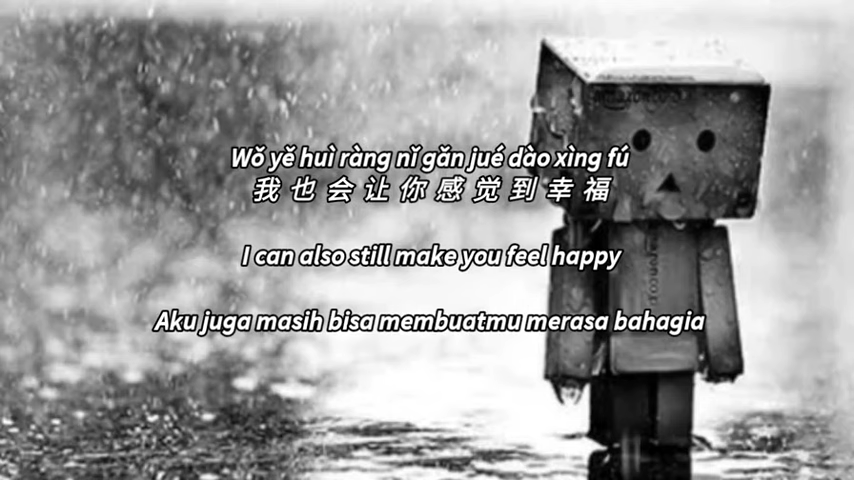 Wǒ yě huì ràng nǐ gǎn jué dào xìng fú
我也会让你感觉到幸福
I can also still make you feel happy
Aku juga masih bisa membuatmu merasa bahagia